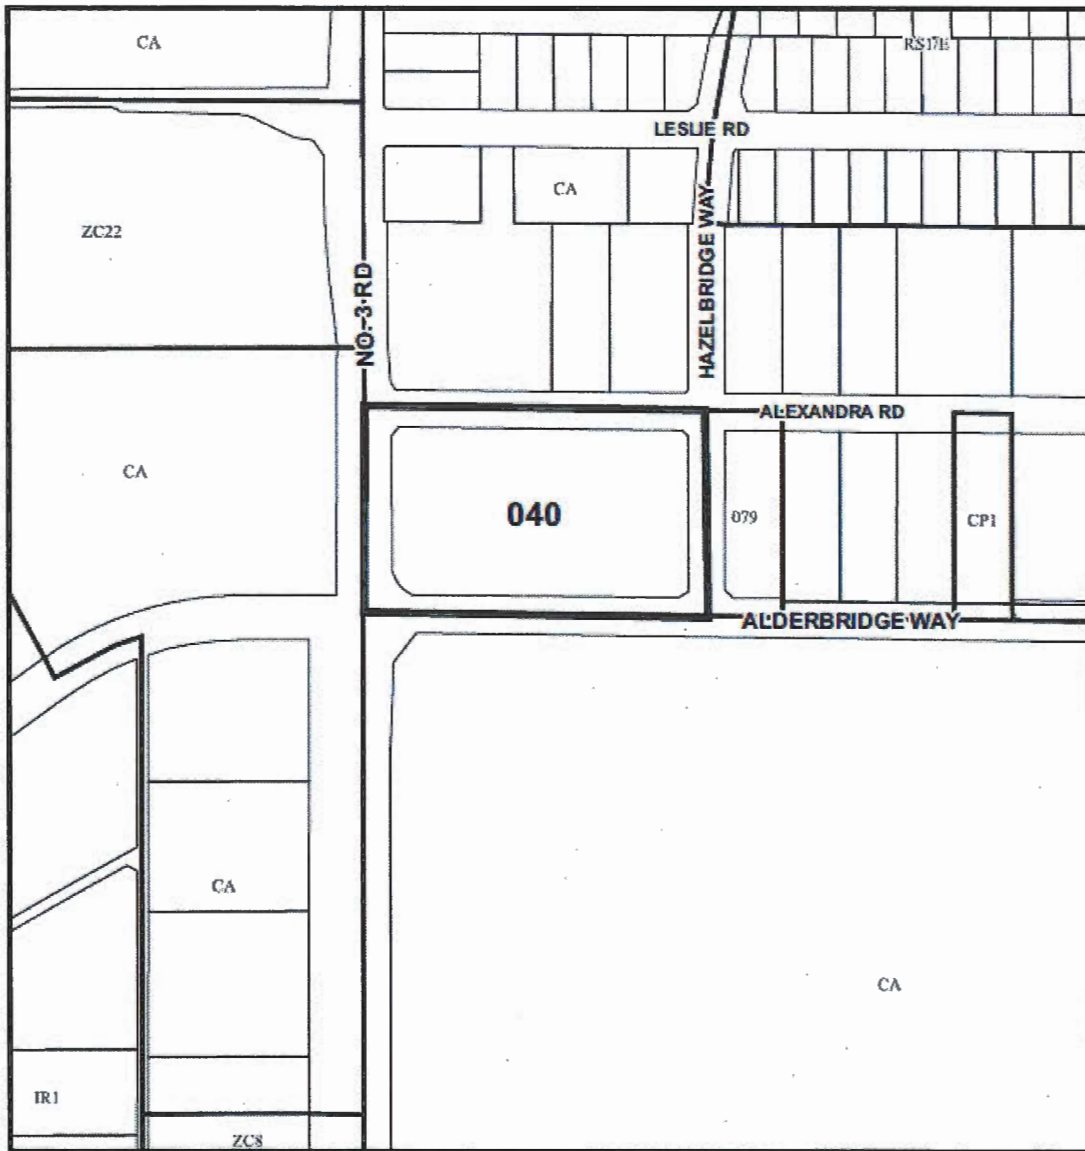 CA
RS1/E
LESLIE RD
CA
ZC22
HAZELBRIDGE WAY
NO. 3 RD
ALEXANDRA RD
CA
040
079
CP1
ALDERBRIDGE WAY
CA
CA
IR1
ZC8